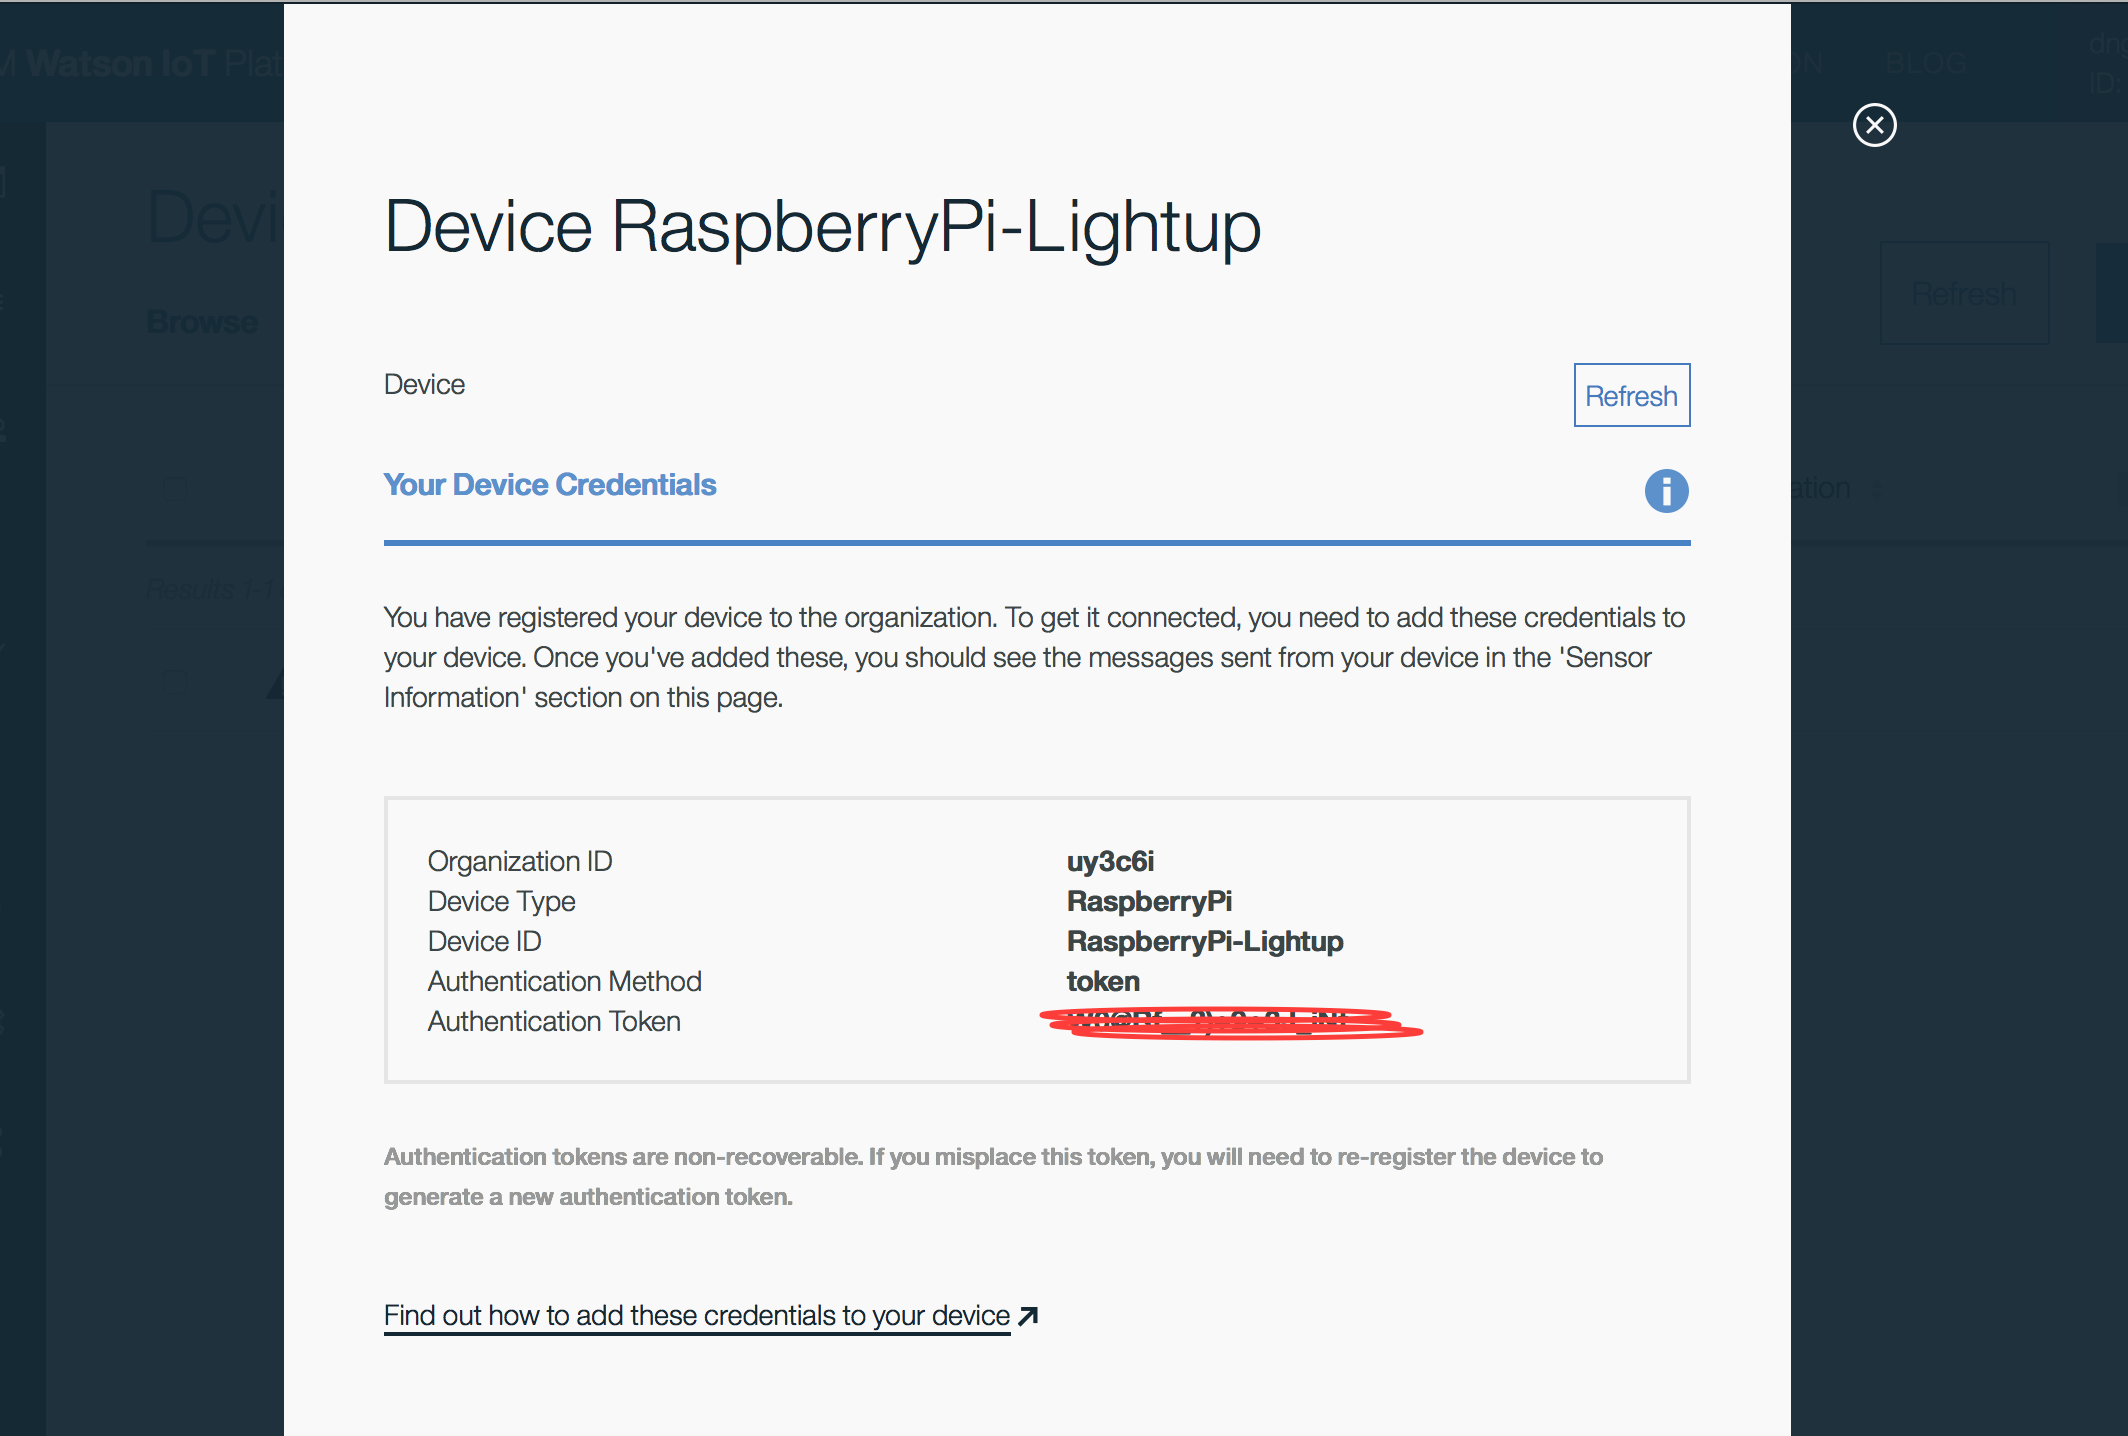 M Watson IoT Plat
BLOG
ID:
Device RaspberryPi-Lightup
Browse
Refresh
Device
Refresh
Your Device Credentials
Results 1-1
You have registered your device to the organization. To get it connected, you need to add these credentials to
your device. Once you've added these, you should see the messages sent from your device in the 'Sensor
Information' section on this page.
Organization ID uy3c6i
Device Type RaspberryPi
Device ID RaspberryPi-Lightup
Authentication Method token
Authentication Token
Authentication tokens are non-recoverable. If you misplace this token, you will need to re-register the device to
generate a new authentication token.
Find out how to add these credentials to your device